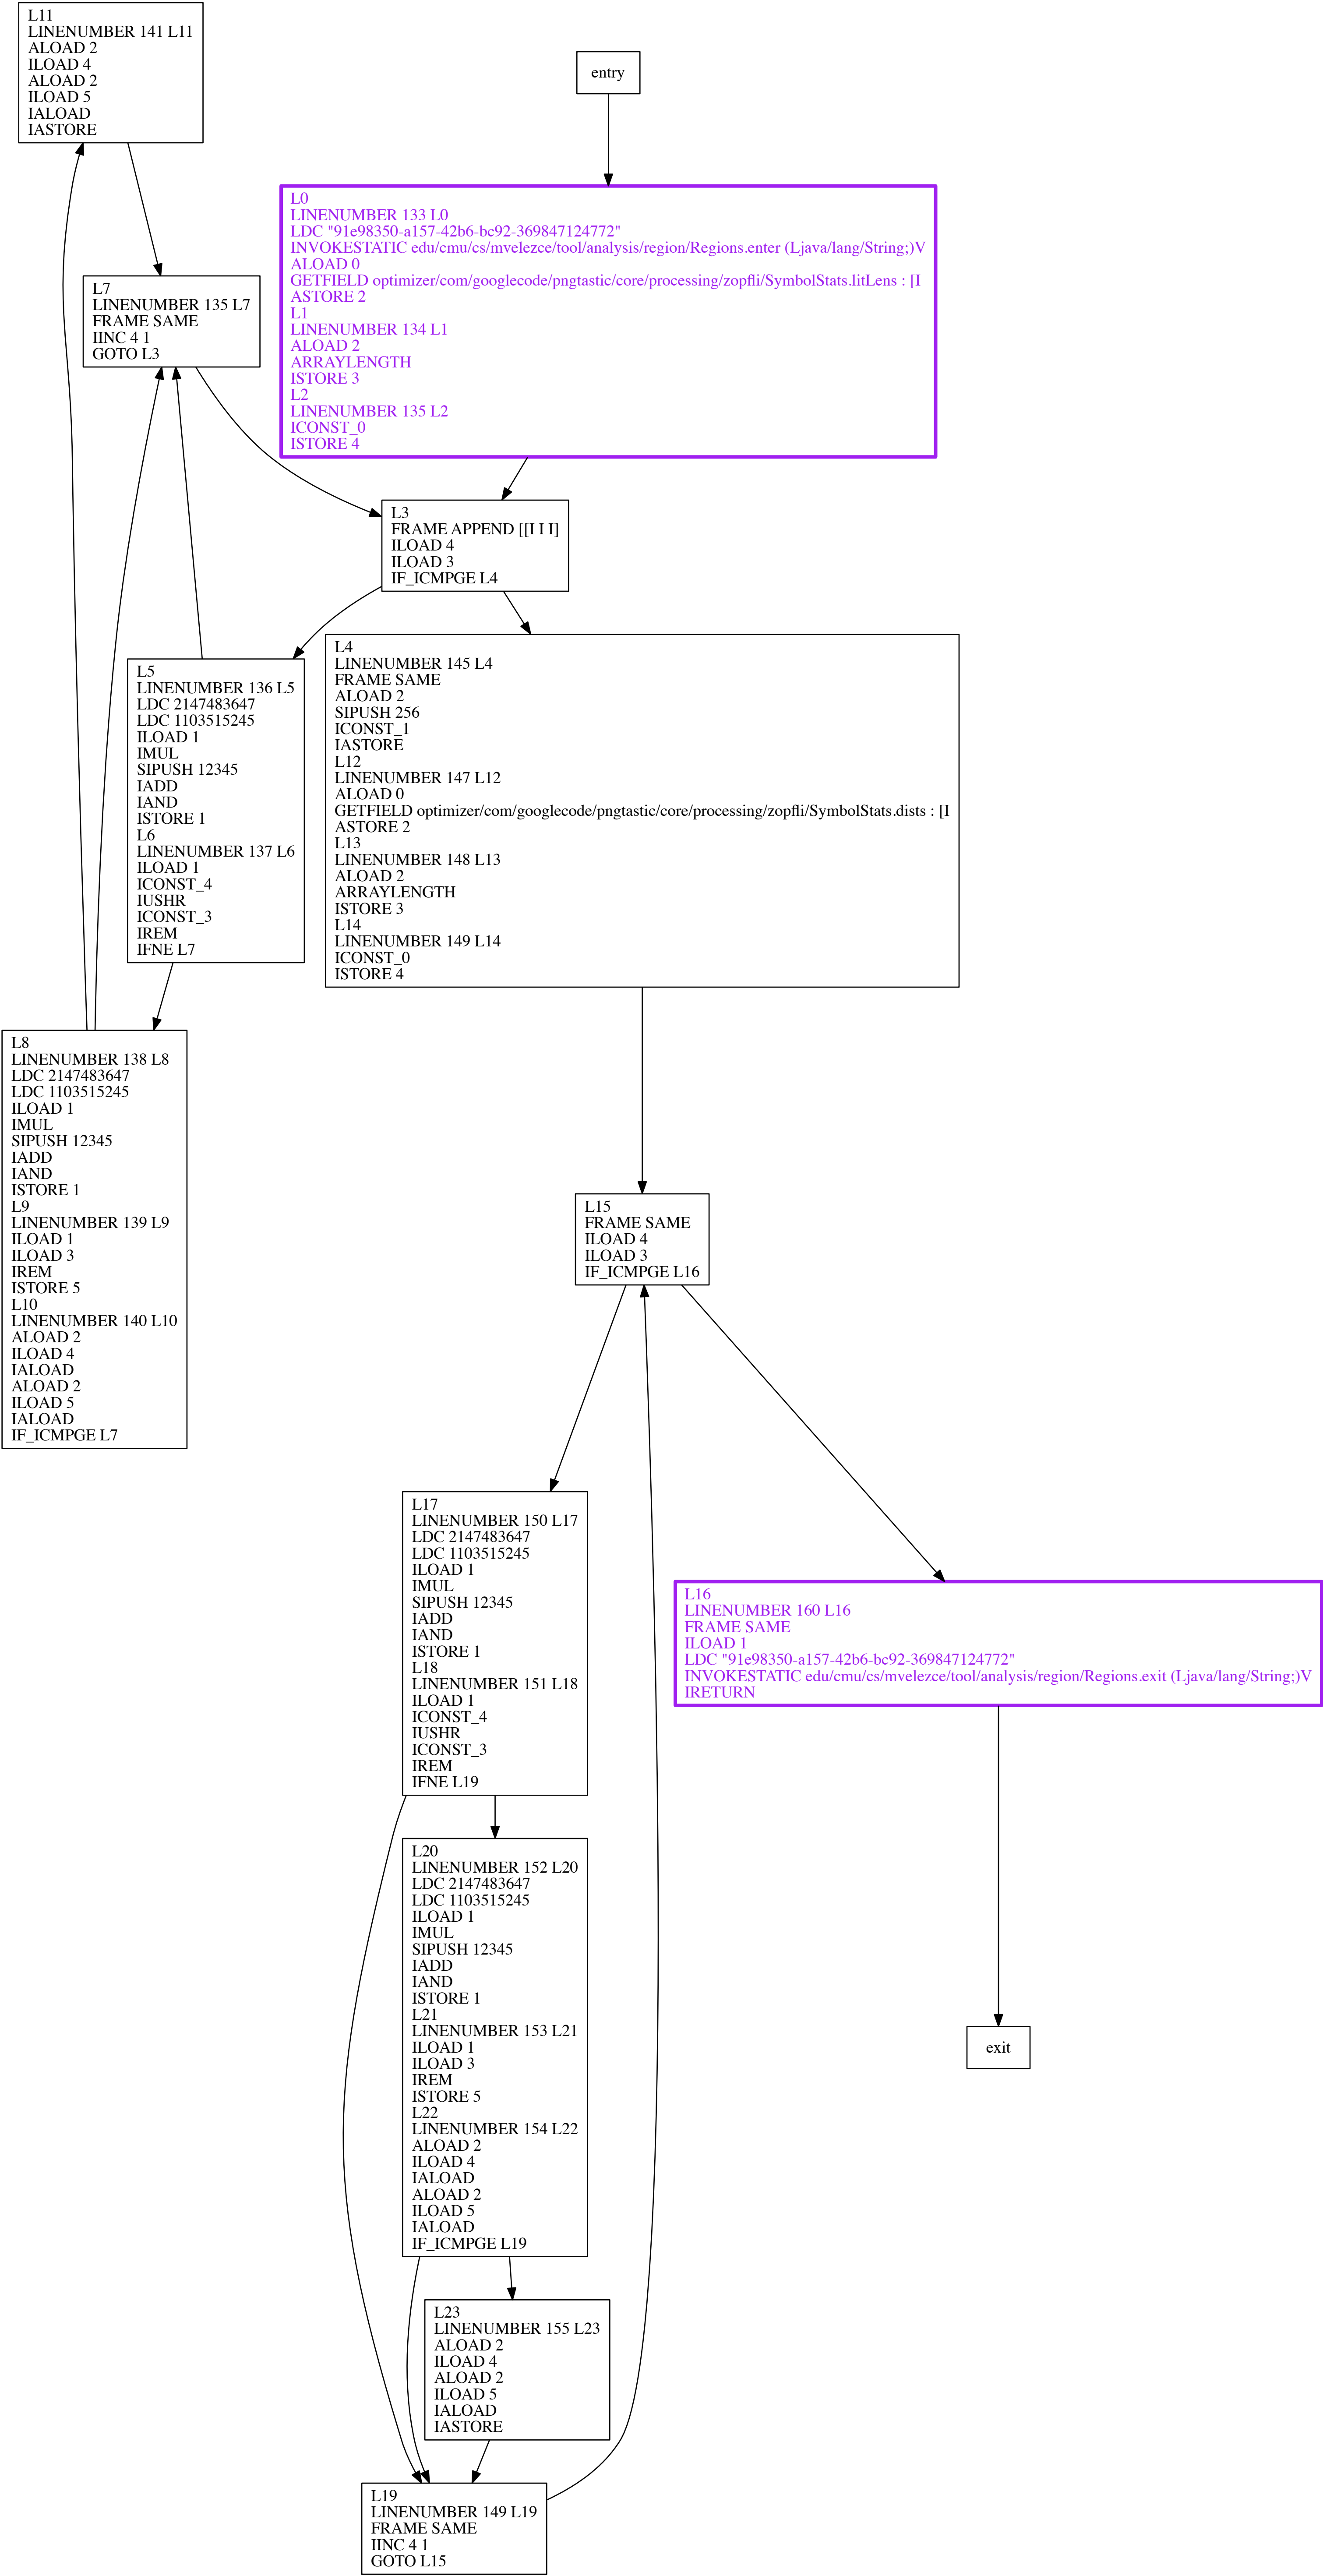 L11
LINENUMBER 141 L11
ALOAD 2
ILOAD 4
ALOAD 2
ILOAD 5
IALOAD
IASTORE
entry
L0
LINENUMBER 133 L0
LDC "91e98350-a157-42b6-bc92-369847124772"
INVOKESTATIC edu/cmu/cs/mvelezce/tool/analysis/region/Regions.enter (Ljava/lang/String;)V
ALOAD 0
GETFIELD optimizer/com/googlecode/pngtastic/core/processing/zopfli/SymbolStats.litLens : [I
ASTORE 2
L1
LINENUMBER 134 L1
ALOAD 2
ARRAYLENGTH
ISTORE 3
L2
LINENUMBER 135 L2
ICONST_0
ISTORE 4
L7
LINENUMBER 135 L7
FRAME SAME
IINC 4 1
GOTO L3
L3
FRAME APPEND [[I I I]
ILOAD 4
ILOAD 3
IF_ICMPGE L4
L5
LINENUMBER 136 L5
LDC 2147483647
LDC 1103515245
ILOAD 1
IMUL
SIPUSH 12345
IADD
IAND
ISTORE 1
L6
LINENUMBER 137 L6
ILOAD 1
ICONST_4
IUSHR
ICONST_3
IREM
IFNE L7
L4
LINENUMBER 145 L4
FRAME SAME
ALOAD 2
SIPUSH 256
ICONST_1
IASTORE
L12
LINENUMBER 147 L12
ALOAD 0
GETFIELD optimizer/com/googlecode/pngtastic/core/processing/zopfli/SymbolStats.dists : [I
ASTORE 2
L13
LINENUMBER 148 L13
ALOAD 2
ARRAYLENGTH
ISTORE 3
L14
LINENUMBER 149 L14
ICONST_0
ISTORE 4
L8
LINENUMBER 138 L8
LDC 2147483647
LDC 1103515245
ILOAD 1
IMUL
SIPUSH 12345
IADD
IAND
ISTORE 1
L9
LINENUMBER 139 L9
ILOAD 1
ILOAD 3
IREM
ISTORE 5
L10
LINENUMBER 140 L10
ALOAD 2
ILOAD 4
IALOAD
ALOAD 2
ILOAD 5
IALOAD
IF_ICMPGE L7
L15
FRAME SAME
ILOAD 4
ILOAD 3
IF_ICMPGE L16
L17
LINENUMBER 150 L17
LDC 2147483647
LDC 1103515245
ILOAD 1
IMUL
SIPUSH 12345
IADD
IAND
ISTORE 1
L18
LINENUMBER 151 L18
ILOAD 1
ICONST_4
IUSHR
ICONST_3
IREM
IFNE L19
L16
LINENUMBER 160 L16
FRAME SAME
ILOAD 1
LDC "91e98350-a157-42b6-bc92-369847124772"
INVOKESTATIC edu/cmu/cs/mvelezce/tool/analysis/region/Regions.exit (Ljava/lang/String;)V
IRETURN
L20
LINENUMBER 152 L20
LDC 2147483647
LDC 1103515245
ILOAD 1
IMUL
SIPUSH 12345
IADD
IAND
ISTORE 1
L21
LINENUMBER 153 L21
ILOAD 1
ILOAD 3
IREM
ISTORE 5
L22
LINENUMBER 154 L22
ALOAD 2
ILOAD 4
IALOAD
ALOAD 2
ILOAD 5
IALOAD
IF_ICMPGE L19
exit
L23
LINENUMBER 155 L23
ALOAD 2
ILOAD 4
ALOAD 2
ILOAD 5
IALOAD
IASTORE
L19
LINENUMBER 149 L19
FRAME SAME
IINC 4 1
GOTO L15